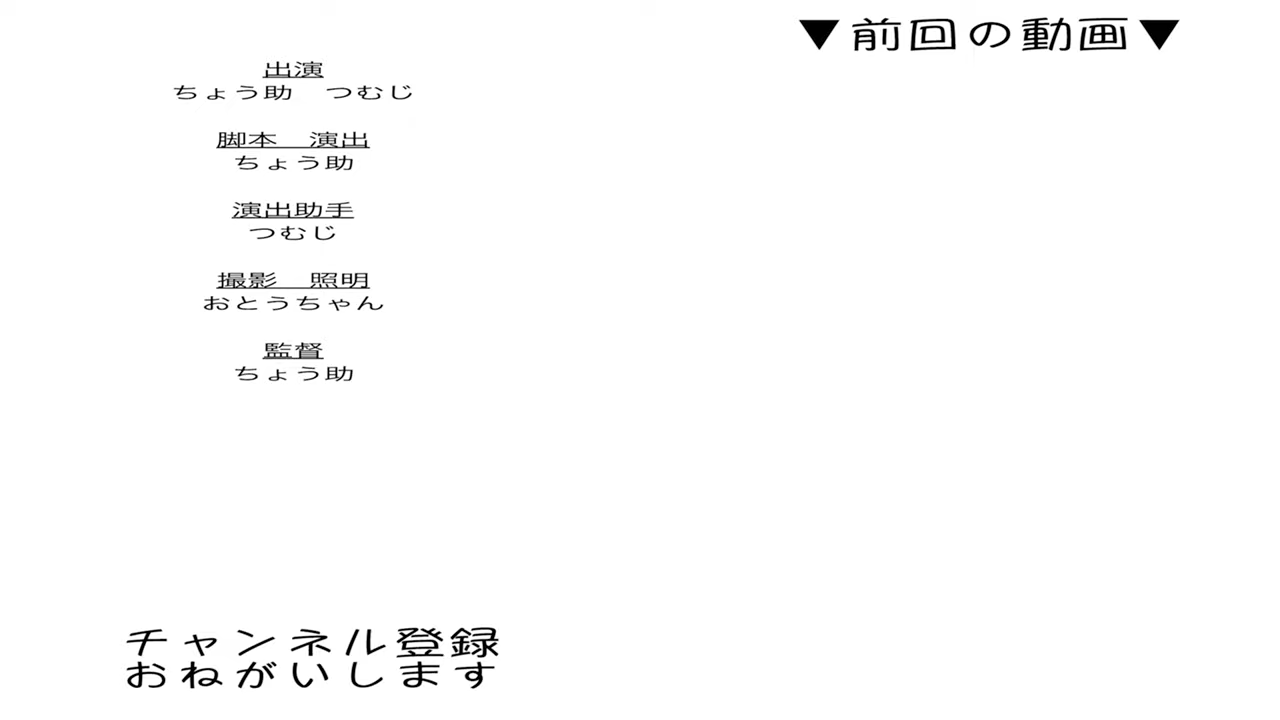 ▼前回の動画▼
出演
ちょう助　つむじ
脚本　演出
ちょう助
演出助手
つむじ
撮影　照明
おとうちゃん
監督
ちょう助
チャンネル登録
おねがいします